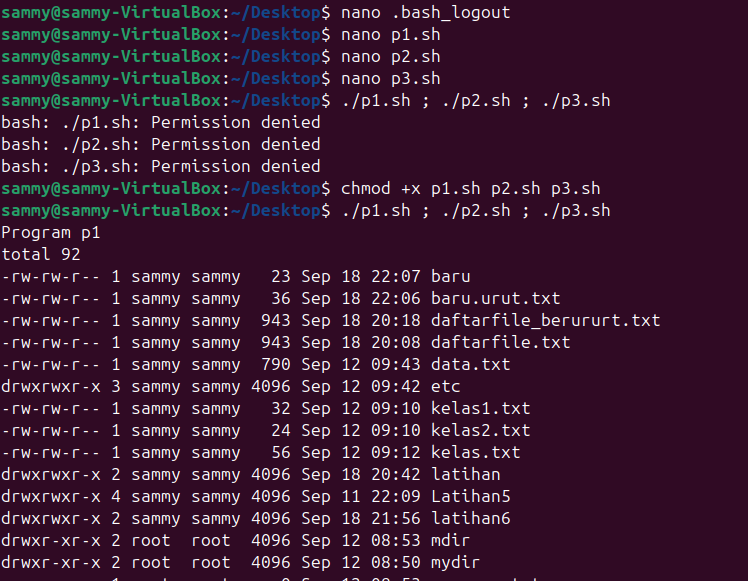 sammy@sammy-VirtualBox:~/Desktop$ nano .bash_logout
sammy@sammy-VirtualBox:~/Desktop$ nano p1.sh
sammy@sammy-VirtualBox:~/Desktop$ nano p2.sh
sammy@sammy-VirtualBox:~/Desktop$ nano p3.sh
sammy@sammy-VirtualBox:~/Desktop$ ./p1.sh ; ./p2.sh ; ./p3.sh
bash: ./p1.sh: Permission denied
bash: ./p2.sh: Permission denied
bash: ./p3.sh: Permission denied
sammy@sammy-VirtualBox:~/Desktop$ chmod +x p1.sh p2.sh p3.sh
sammy@sammy-VirtualBox:~/Desktop$ ./p1.sh ; ./p2.sh ; ./p3.sh
Program p1
total 92
-rw-rw-r-- 1 sammy sammy   23 Sep 18 22:07 baru
-rw-rw-r-- 1 sammy sammy   36 Sep 18 22:06 baru.urut.txt
-rw-rw-r-- 1 sammy sammy  943 Sep 18 20:18 daftarfile_berururt.txt
-rw-rw-r-- 1 sammy sammy  943 Sep 18 20:08 daftarfile.txt
-rw-rw-r-- 1 sammy sammy  790 Sep 12 09:43 data.txt
drwxrwxr-x 3 sammy sammy 4096 Sep 12 09:42 etc
-rw-rw-r-- 1 sammy sammy   32 Sep 12 09:10 kelas1.txt
-rw-rw-r-- 1 sammy sammy   24 Sep 12 09:10 kelas2.txt
-rw-rw-r-- 1 sammy sammy   56 Sep 12 09:12 kelas.txt
drwxrwxr-x 2 sammy sammy 4096 Sep 18 20:42 latihan
drwxrwxr-x 4 sammy sammy 4096 Sep 11 22:09 Latihan5
drwxrwxr-x 2 sammy sammy 4096 Sep 18 21:56 latihan6
drwxr-xr-x 2 root  root  4096 Sep 12 08:53 mdir
drwxr-xr-x 2 root  root  4096 Sep 12 08:50 mydir